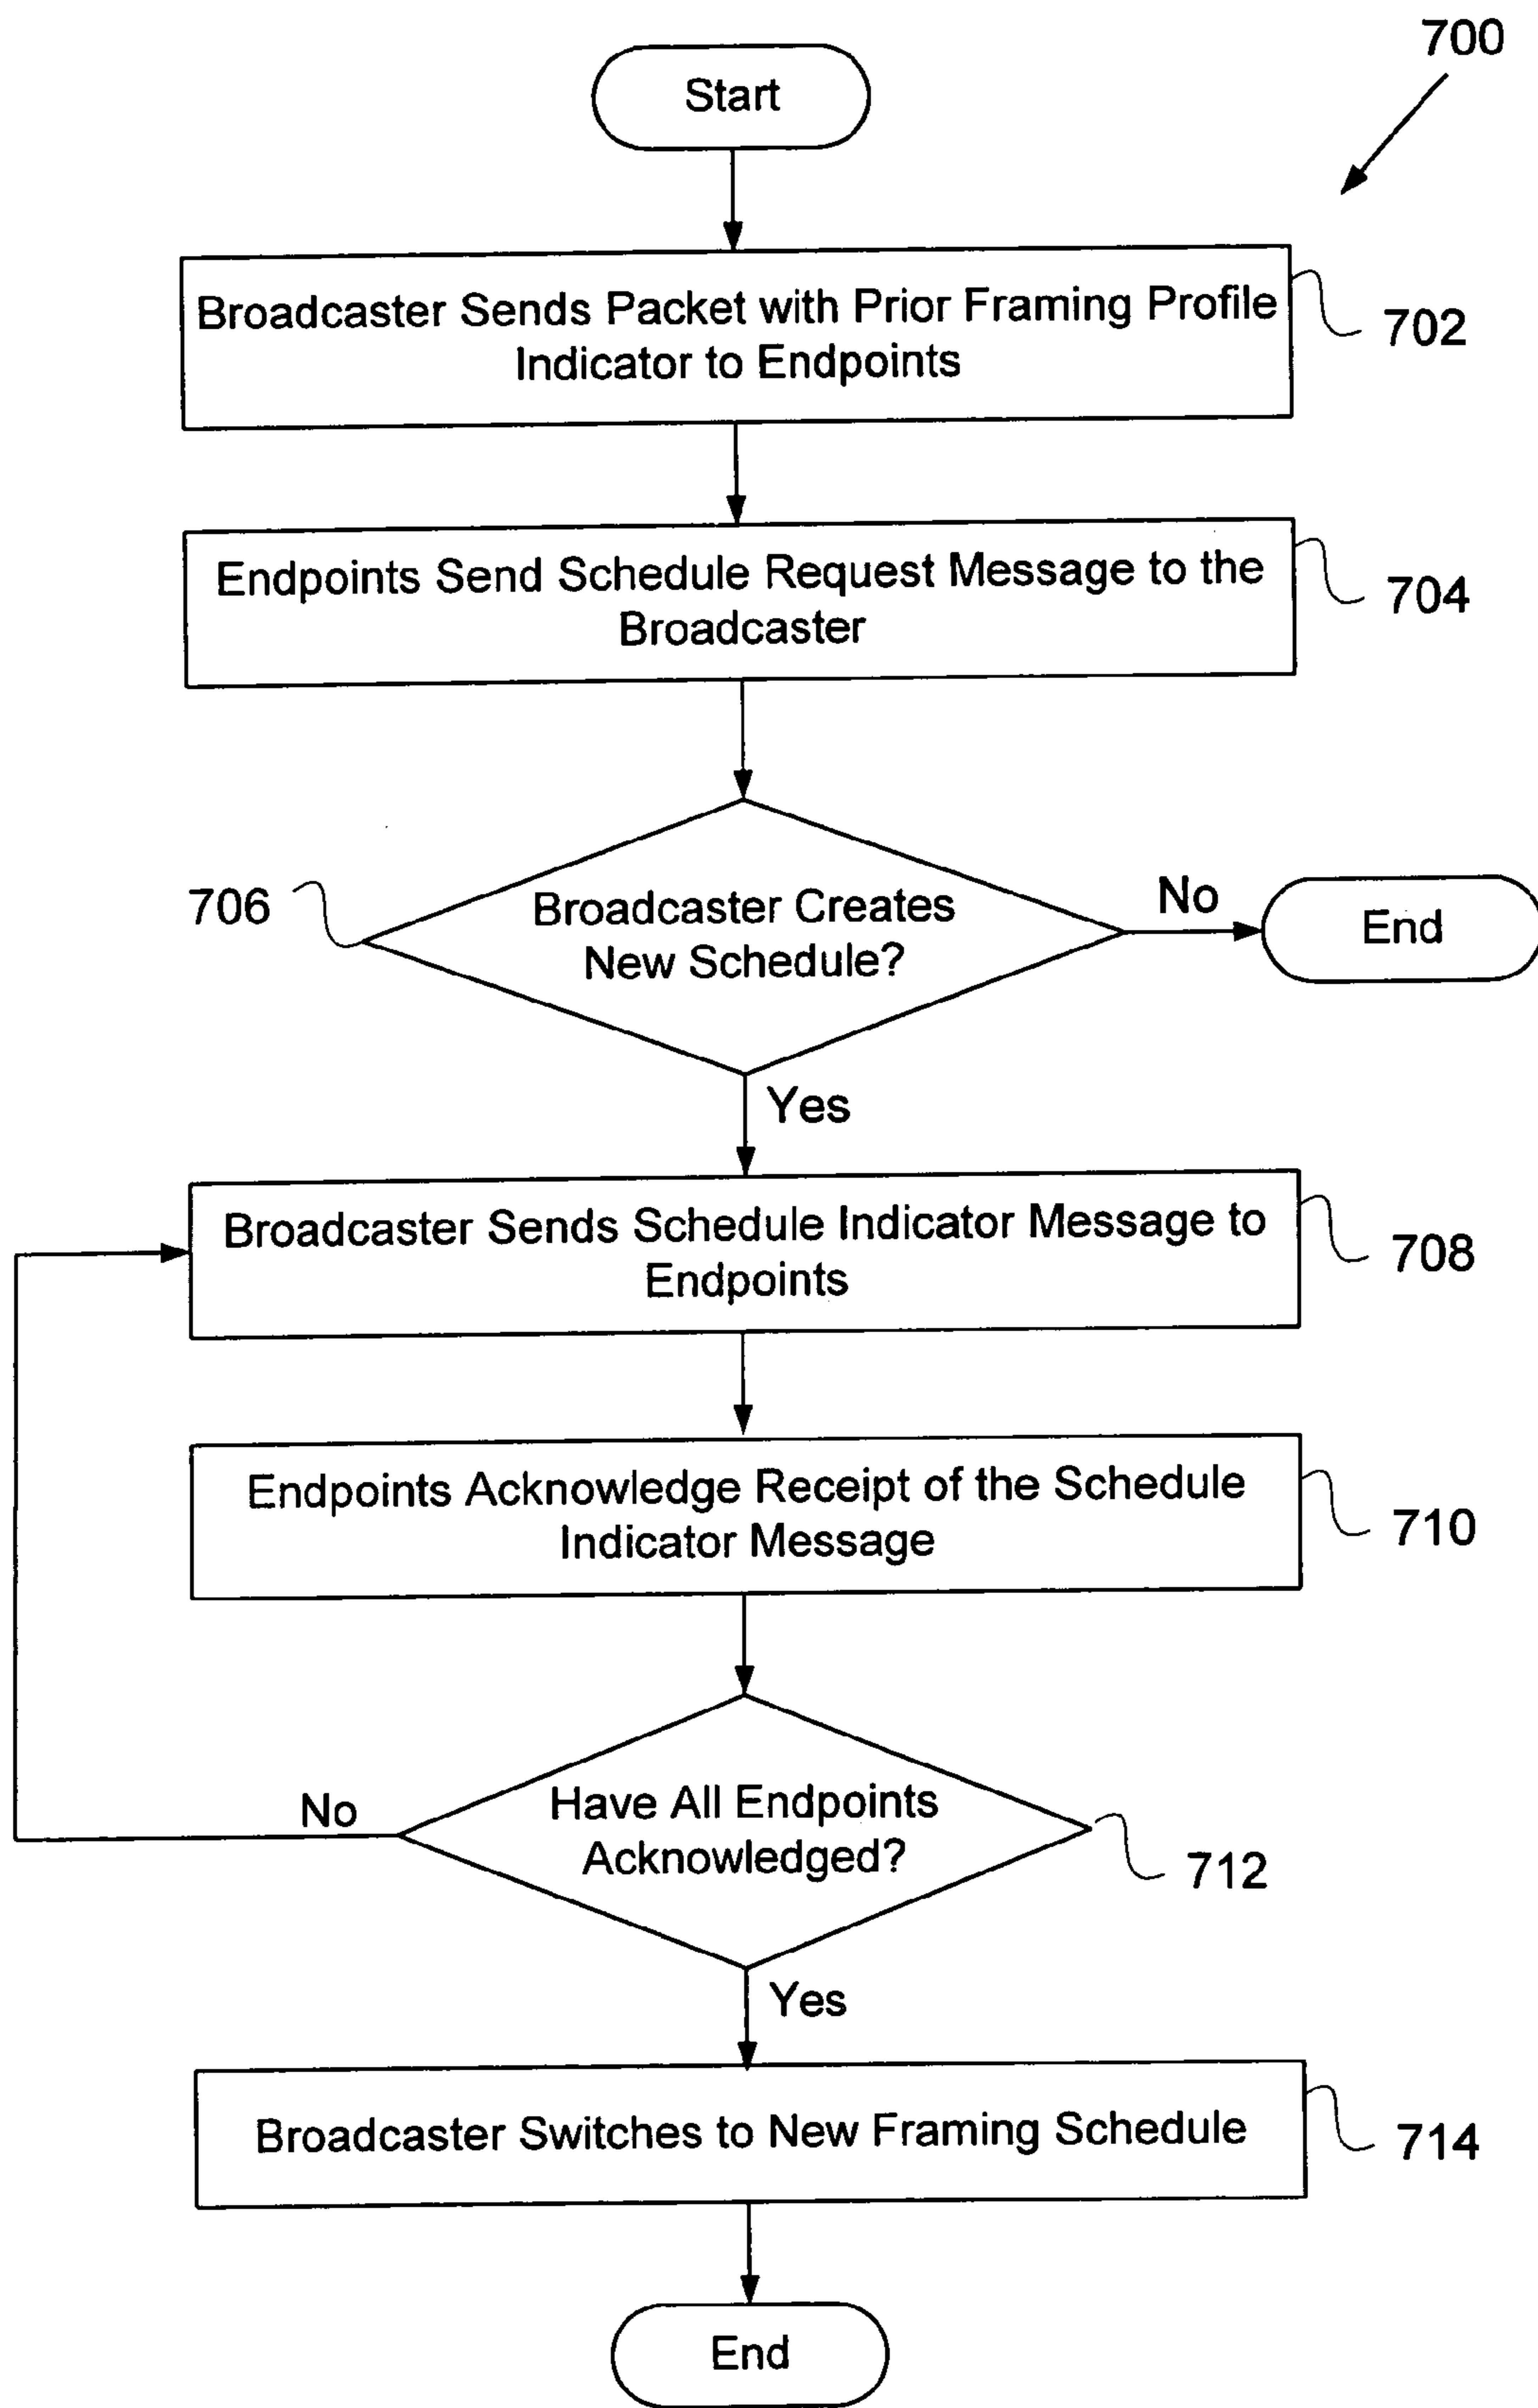 700
Start
Broadcaster Sends Packet with Prior Framing Profile
Indicator to Endpoints
702
Endpoints Send Schedule Request Message to the
Broadcaster
704
706
Broadcaster Creates
New Schedule?
No
End
Yes
Broadcaster Sends Schedule Indicator Message to
Endpoints
708
Endpoints Acknowledge Receipt of the Schedule
Indicator Message
710
No
Have All Endpoints
Acknowledged?
712
Yes
Broadcaster Switches to New Framing Schedule
714
End